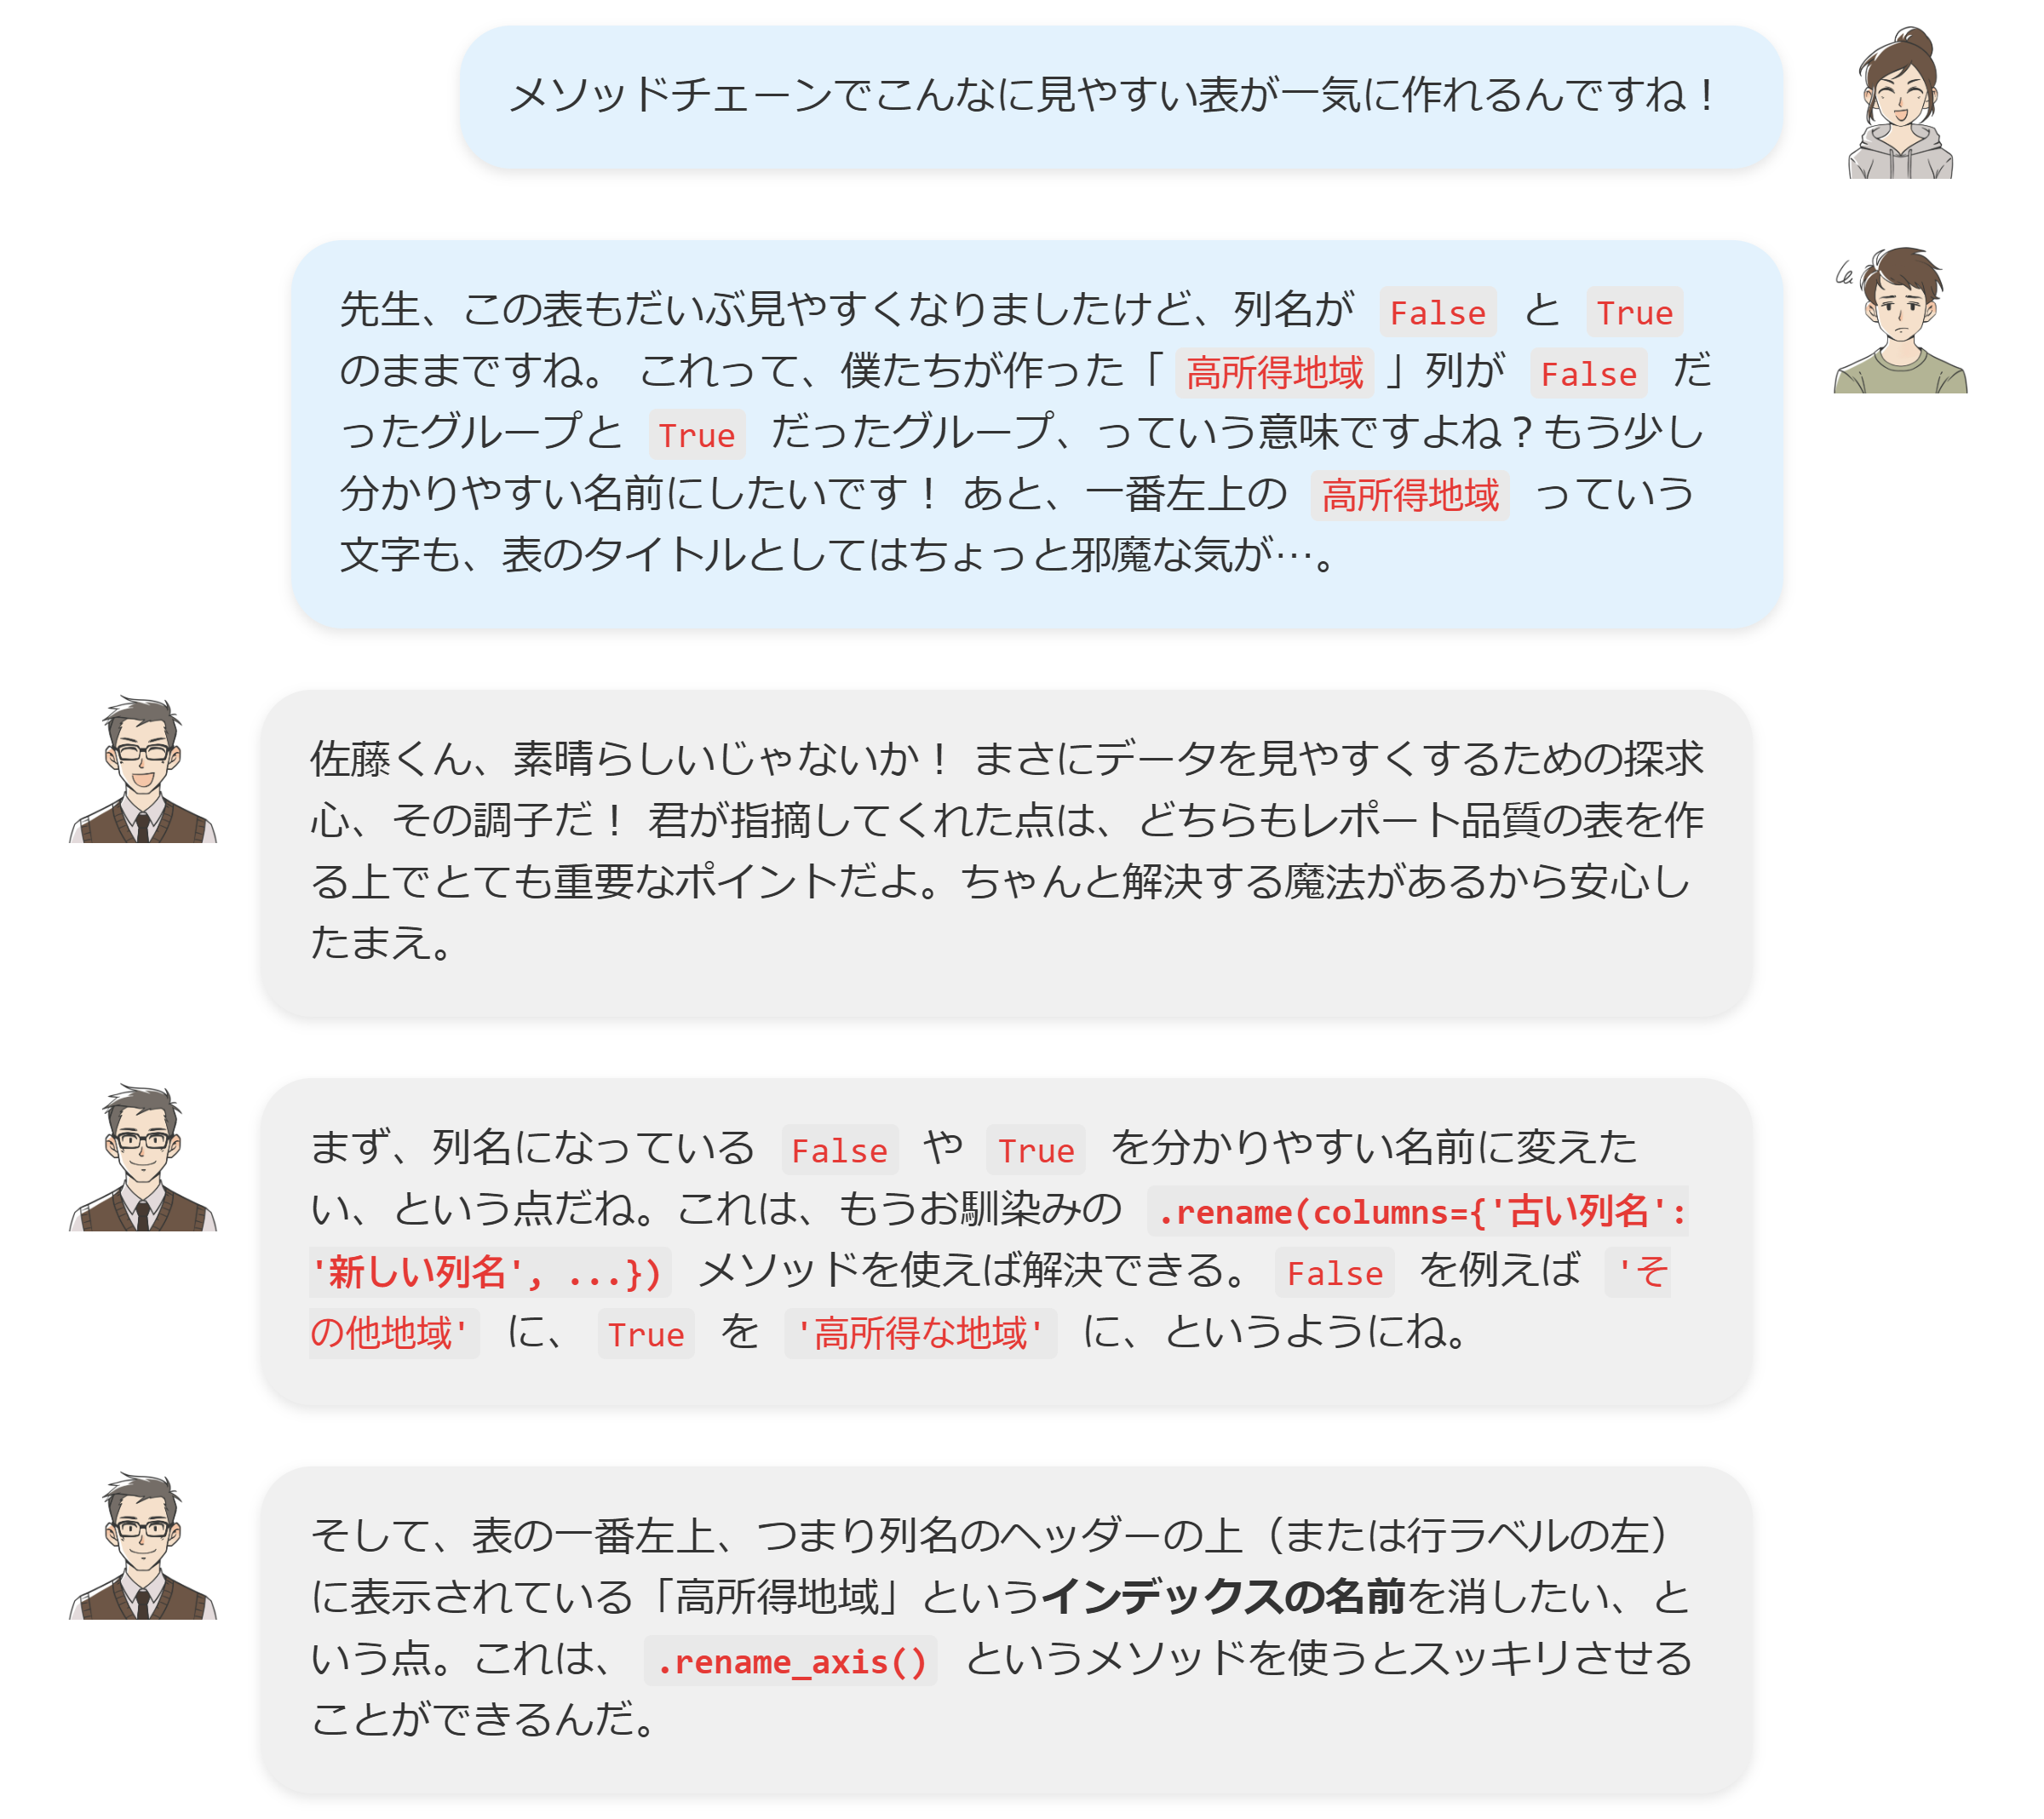 メソッドチェーンでこんなに見やすい表が一気に作れるんですね！
先生、この表もだいぶ見やすくなりましたけど、列名が False と True
のままですね。 これって、僕たちが作った「高所得地域」列が False だ
ったグループと True だったグループ、っていう意味ですよね？もう少し
分かりやすい名前にしたいです！ あと、一番左上の 高所得地域 っていう
文字も、表のタイトルとしてはちょっと邪魔な気が…。
佐藤くん、素晴らしいじゃないか！ まさにデータを見やすくするための探求
心、その調子だ！ 君が指摘してくれた点は、どちらもレポート品質の表を作
る上でとても重要なポイントだよ。ちゃんと解決する魔法があるから安心し
たまえ。
まず、列名になっている False や True を分かりやすい名前に変えた
い、という点だね。これは、もうお馴染みの .rename(columns={'古い列名':
'新しい列名', ...}) メソッドを使えば解決できる。 False を例えば 'そ
の他地域' に、 True を '高所得な地域' に、というようにね。
そして、表の一番左上、つまり列名のヘッダーの上（または行ラベルの左）
に表示されている「高所得地域」というインデックスの名前を消したい、と
いう点。これは、 .rename_axis() というメソッドを使うとスッキリさせる
ことができるんだ。